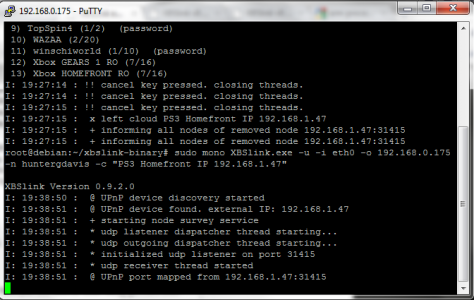 192.168.0.175 - PuTTY
9) TopSpin4 (1/2) (password)
10) WAZAA (2/20)
11) winschiworld (1/10) (password)
12) Xbox GEARS 1 RO (7/16)
13) Xbox HOMEFRONT RO (7/16)
I: 19:27:14 : !! cancel key pressed. closing threads.
I: 19:27:14 : !! cancel key pressed. closing threads.
I: 19:27:15 : !! cancel key pressed. closing threads.
I: 19:27:15 : x left cloud PS3 Homefront IP 192.168.1.47
I: 19:27:15 : + informing all nodes of removed node 192.168.1.47:31415
I: 19:27:15 : + informing all nodes of removed node 192.168.1.47:31415
root@debian:~/xbslink-binary# sudo mono XBSlink.exe -u -i eth0 -o 192.168.0.175
-n huntergdavis -c "PS3 Homefront IP 192.168.1.47"
XBSlink Version 0.9.2.0
I: 19:38:50 : @ UPnP device discovery started
I: 19:38:51 : @ UPnP device found. external IP: 192.168.1.47
I: 19:38:51 : + starting node survey service
I: 19:38:51 : * udp listener dispatcher thread starting...
I: 19:38:51 : * udp outgoing dispatcher thread starting...
I: 19:38:51 : * initialized udp listener on port 31415
I: 19:38:51 : * udp receiver thread started
I: 19:38:51 : @ UPnP port mapped from 192.168.1.47:31415